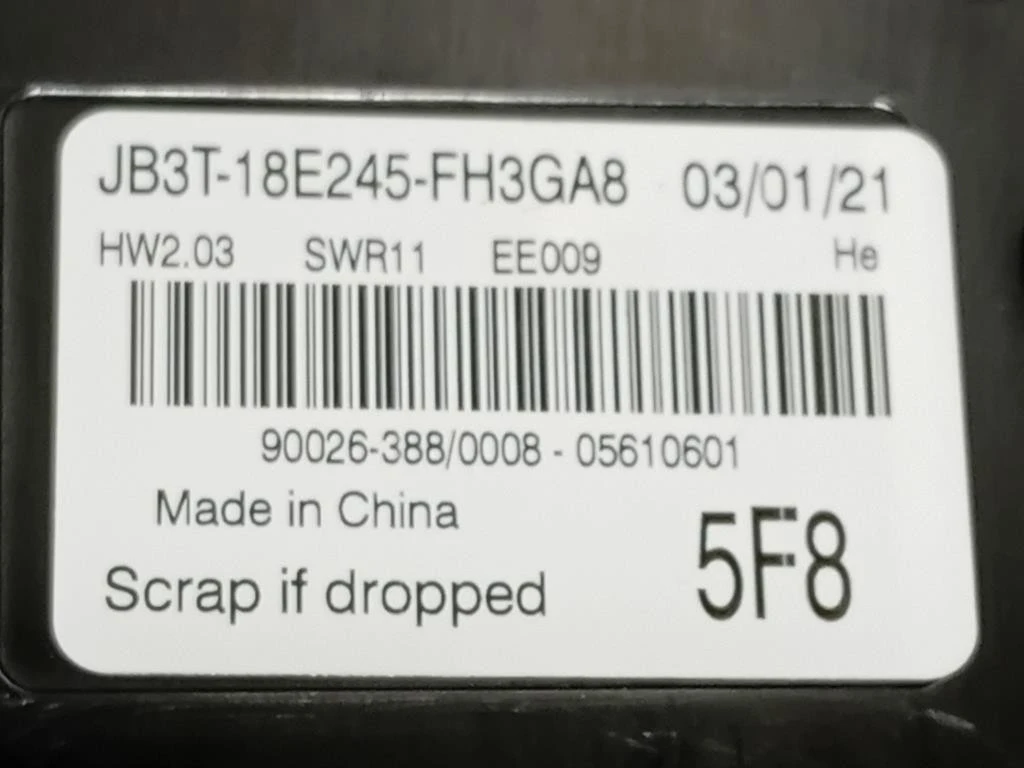 JB3T-18E245-FH3GA8 03/01/21
HW2.03 SWR11 EE009 He
90026-388/0008 - 05610601
Made in China
Scrap if dropped
5F8